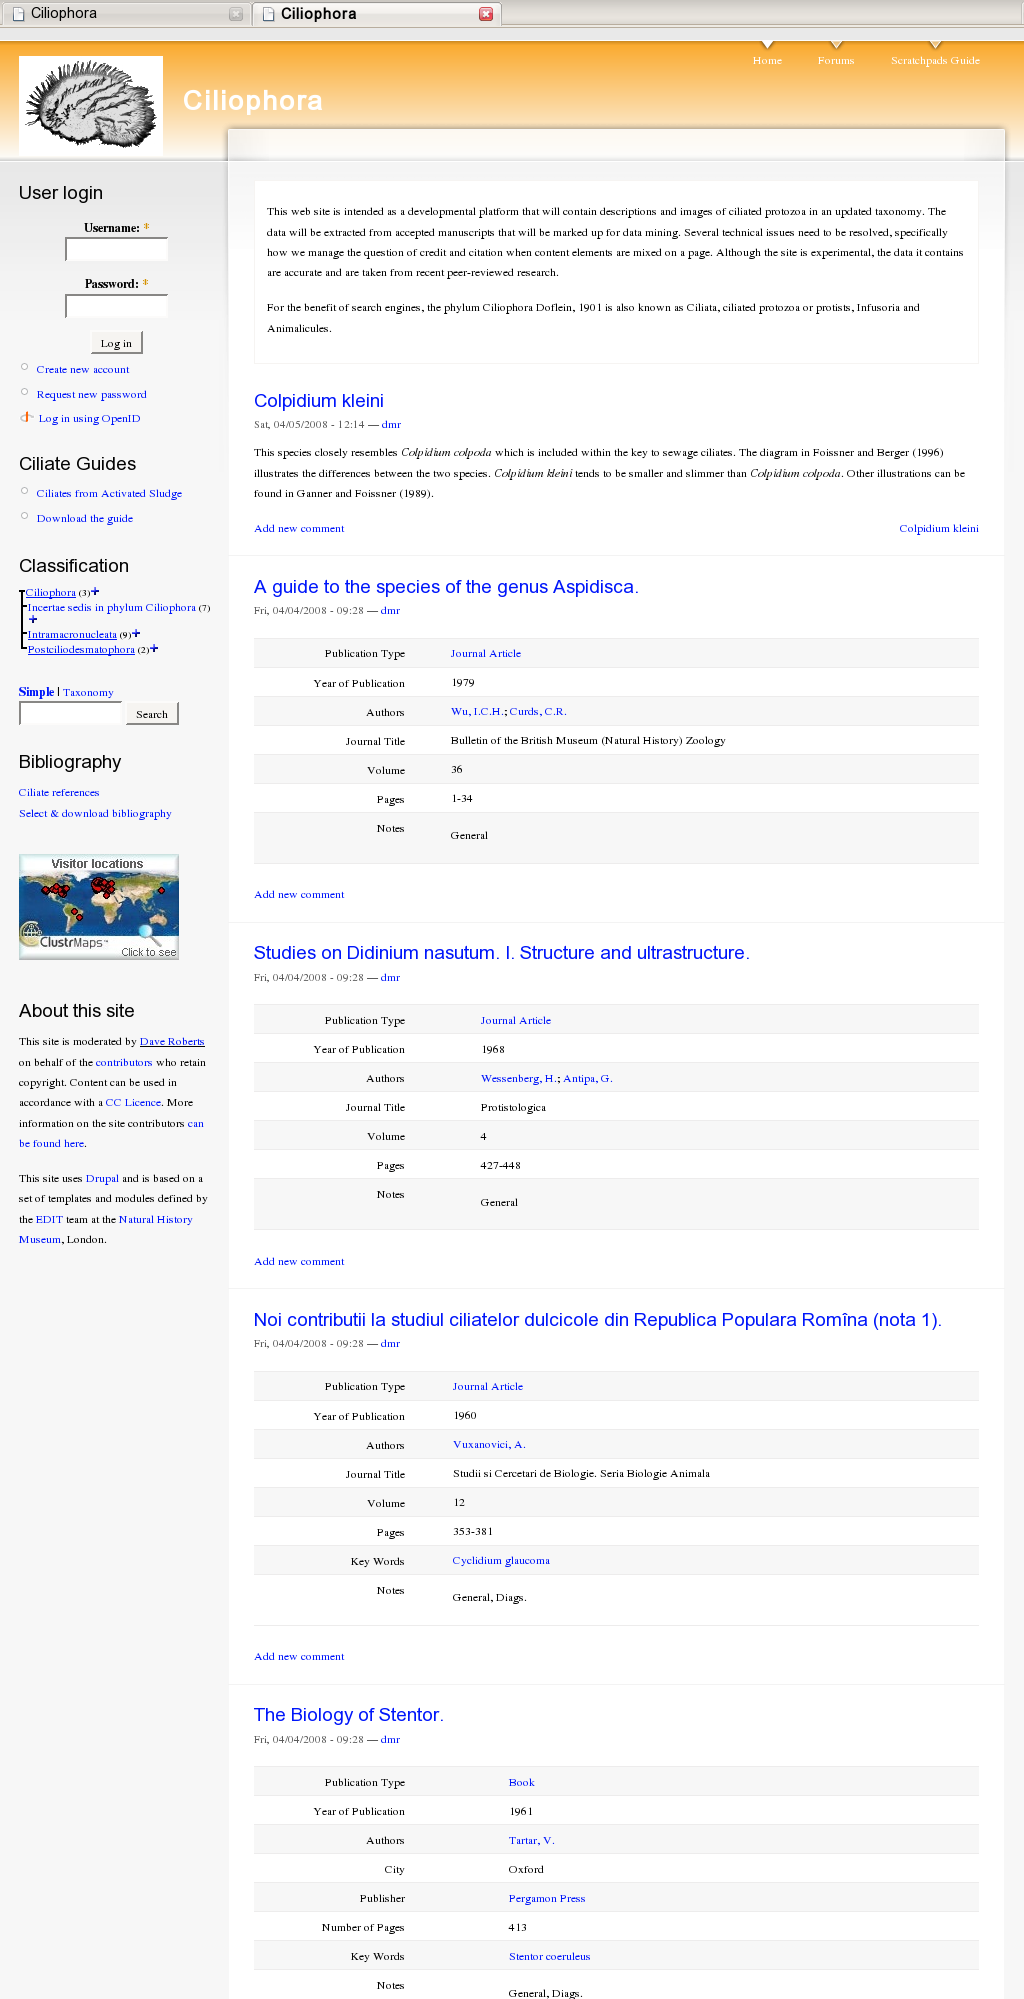 Ciliophora
Ciliophora
Home Forums Scratchpads Guide
Ciliophora
User login
Username: *
Password: *
Log in
Create new account
Request new password
Log in using OpenID
Ciliate Guides
Ciliates from Activated Sludge
Download the guide
Classification
Ciliophora (3)
Incertae sedis in phylum Ciliophora (7)
Intramacronucleata (9)
Postciliodesmatophora (2)
Simple | Taxonomy
Search
Bibliography
Ciliate references
Select & download bibliography
Visitor locations
ClustrMaps™
Click to see
About this site
This site is moderated by Dave Roberts
on behalf of the contributors who retain
copyright. Content can be used in
accordance with a CC Licence. More
information on the site contributors can
be found here.
This site uses Drupal and is based on a
set of templates and modules defined by
the EDIT team at the Natural History
Museum, London.
This web site is intended as a developmental platform that will contain descriptions and images of ciliated protozoa in an updated taxonomy. The
data will be extracted from accepted manuscripts that will be marked up for data mining. Several technical issues need to be resolved, specifically
how we manage the question of credit and citation when content elements are mixed on a page. Although the site is experimental, the data it contains
are accurate and are taken from recent peer-reviewed research.
For the benefit of search engines, the phylum Ciliophora Doflein, 1901 is also known as Ciliata, ciliated protozoa or protists, Infusoria and
Animalicules.
Colpidium kleini
Sat, 04/05/2008 - 12:14 — dmr
This species closely resembles Colpidium colpoda which is included within the key to sewage ciliates. The diagram in Foissner and Berger (1996)
illustrates the differences between the two species. Colpidium kleini tends to be smaller and slimmer than Colpidium colpoda. Other illustrations can be
found in Ganner and Foissner (1989).
Add new comment Colpidium kleini
A guide to the species of the genus Aspidisca.
Fri, 04/04/2008 - 09:28 — dmr
Publication Type Journal Article
Year of Publication 1979
Authors Wu, I.C.H.; Curds, C.R.
Journal Title Bulletin of the British Museum (Natural History) Zoology
Volume 36
Pages 1-34
Notes General
Add new comment
Studies on Didinium nasutum. I. Structure and ultrastructure.
Fri, 04/04/2008 - 09:28 — dmr
Publication Type Journal Article
Year of Publication 1968
Authors Wessenberg, H.; Antipa, G.
Journal Title Protistologica
Volume 4
Pages 427-448
Notes General
Add new comment
Noi contributii la studiul ciliatelor dulcicole din Republica Populara Romîna (nota 1).
Fri, 04/04/2008 - 09:28 — dmr
Publication Type Journal Article
Year of Publication 1960
Authors Vuxanovici, A.
Journal Title Studii si Cercetari de Biologie. Seria Biologie Animala
Volume 12
Pages 353-381
Key Words Cyclidium glaucoma
Notes General, Diags.
Add new comment
The Biology of Stentor.
Fri, 04/04/2008 - 09:28 — dmr
Publication Type Book
Year of Publication 1961
Authors Tartar, V.
City Oxford
Publisher Pergamon Press
Number of Pages 413
Key Words Stentor coeruleus
Notes General, Diags.